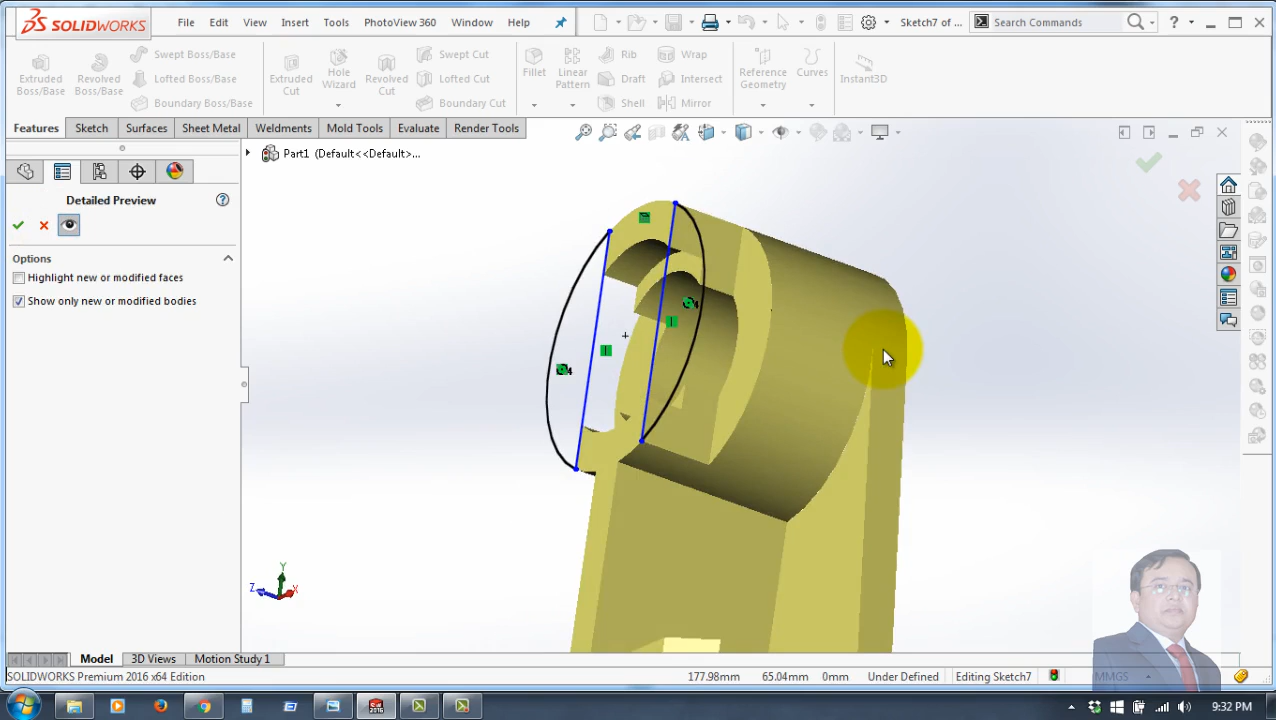 SOLIDWORKS
File Edit View Insert Tools PhotoView 360 Window Help
Sketch7 of ...
Search Commands
Extruded Boss/Base
Revolved Boss/Base
Swept Boss/Base
Lofted Boss/Base
Boundary Boss/Base
Extruded Cut
Hole Wizard
Revolved Cut
Swept Cut
Lofted Cut
Boundary Cut
Fillet
Linear Pattern
Rib
Draft
Shell
Wrap
Intersect
Mirror
Reference Geometry
Curves
Instant3D
Features Sketch Surfaces Sheet Metal Weldments Mold Tools Evaluate Render Tools
Part1 (Default<<Default>...
Detailed Preview
Options
Highlight new or modified faces
Show only new or modified bodies
4
4
Y
Z
X
Model 3D Views Motion Study 1
SOLIDWORKS Premium 2016 x64 Edition
177.98mm 65.04mm 0mm Under Defined Editing Sketch7 MMGS
9:32 PM